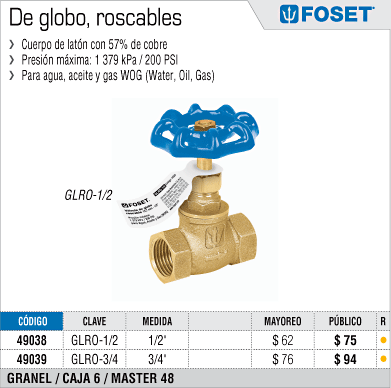 De globo, roscables
FOSET®
Cuerpo de latón con 57% de cobre
Presión máxima: 1 379 kPa / 200 PSI
Para agua, aceite y gas WOG (Water, Oil, Gas)
FOSET
GLRO-1/2
CÓDIGO CLAVE MEDIDA MAYOREO PÚBLICO R
49038 GLRO-1/2 1/2" $ 62 $ 75
49039 GLRO-3/4 3/4" $ 76 $ 94
GRANEL / CAJA 6 / MASTER 48